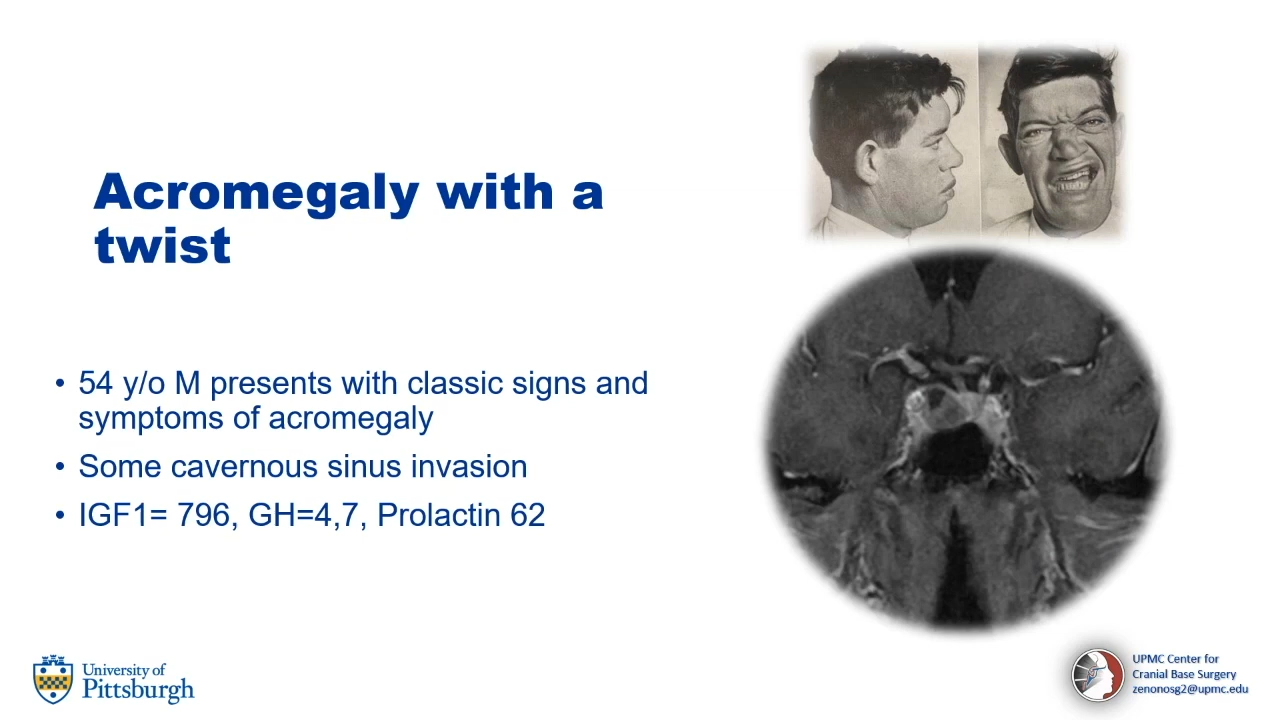 Acromegaly with a
twist
• 54 y/o M presents with classic signs and
symptoms of acromegaly
• Some cavernous sinus invasion
• IGF1= 796, GH=4,7, Prolactin 62
University of
Pittsburgh
UPMC Center for
Cranial Base Surgery
zenonosg2@upmc.edu